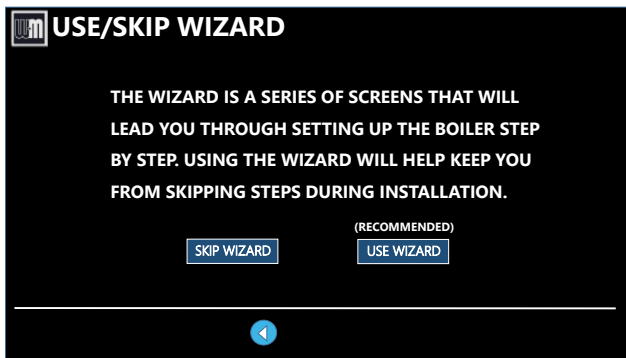 WM USE/SKIP WIZARD
THE WIZARD IS A SERIES OF SCREENS THAT WILL
LEAD YOU THROUGH SETTING UP THE BOILER STEP
BY STEP. USING THE WIZARD WILL HELP KEEP YOU
FROM SKIPPING STEPS DURING INSTALLATION.
(RECOMMENDED)
SKIP WIZARD USE WIZARD